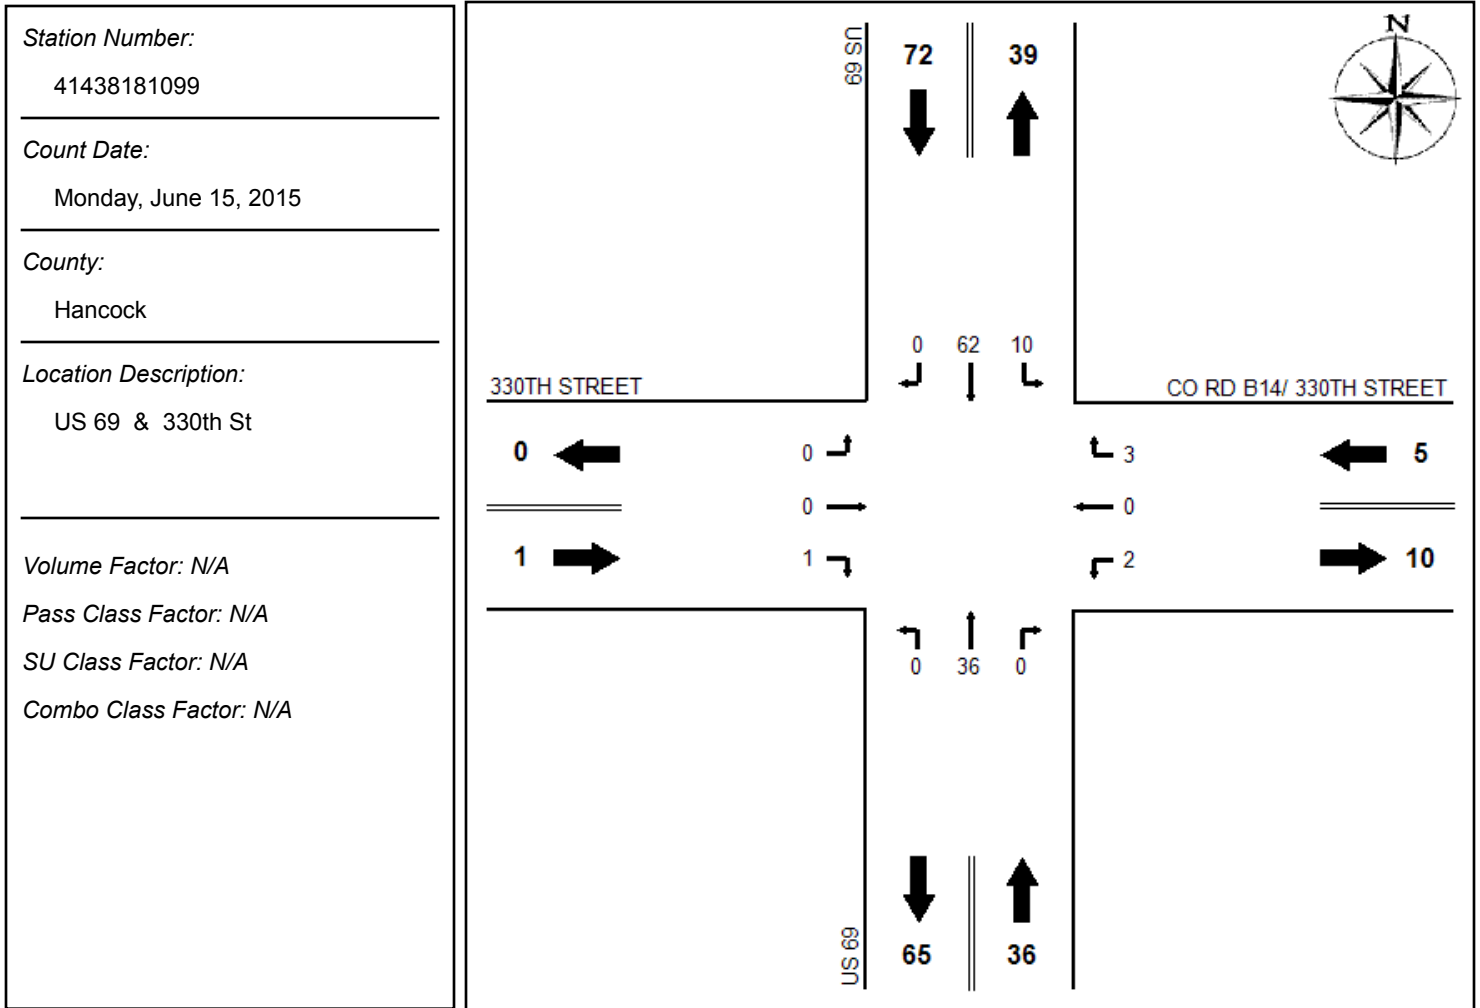 Station Number:
41438181099
Count Date:
Monday, June 15, 2015
County:
Hancock
Location Description:
US 69 & 330th St
Volume Factor: N/A
Pass Class Factor: N/A
SU Class Factor: N/A
Combo Class Factor: N/A
N
US 69
72 39
0 62 10
330TH STREET
CO RD B14/ 330TH STREET
0 0 3 5
0 0
1 1 2 10
0 36 0
US 69
65 36